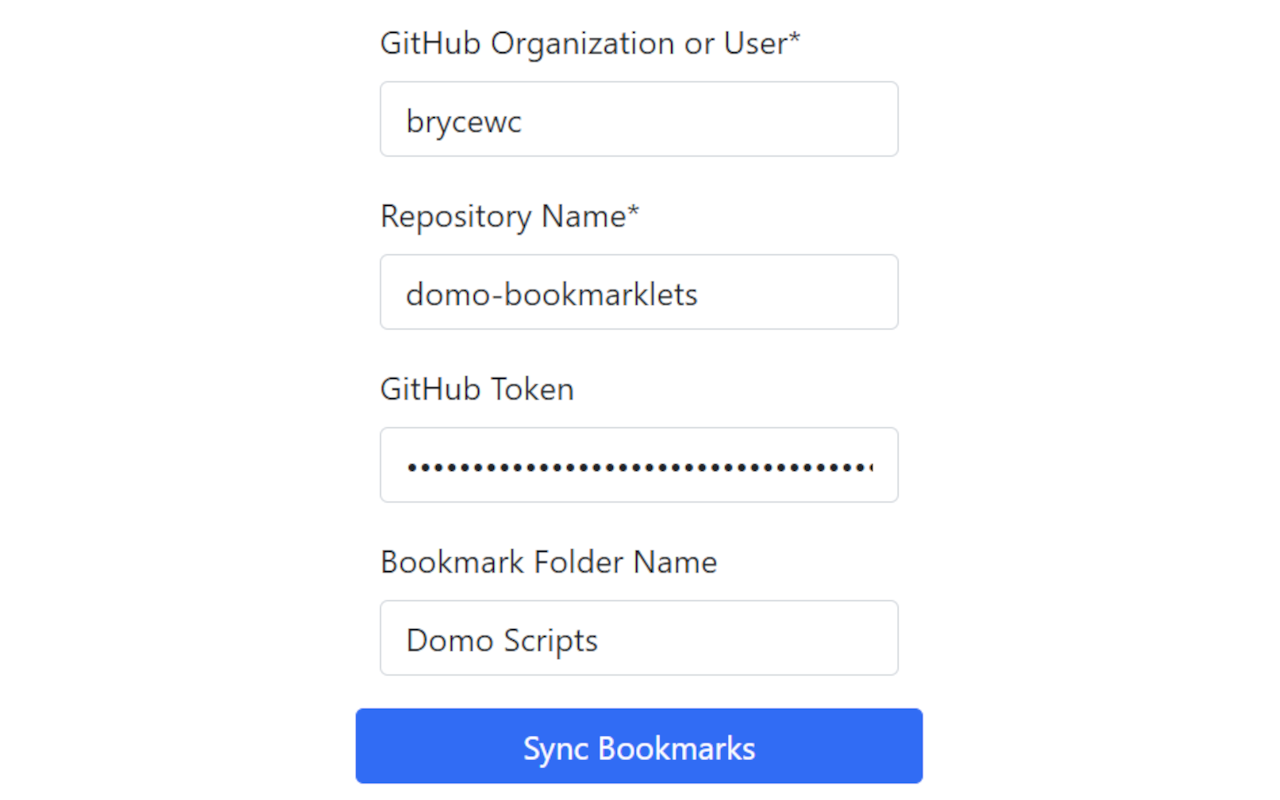 GitHub Organization or User*
brycewc
Repository Name*
domo-bookmarklets
GitHub Token
••••••••••••••••••••••••••••••••••••
Bookmark Folder Name
Domo Scripts
Sync Bookmarks